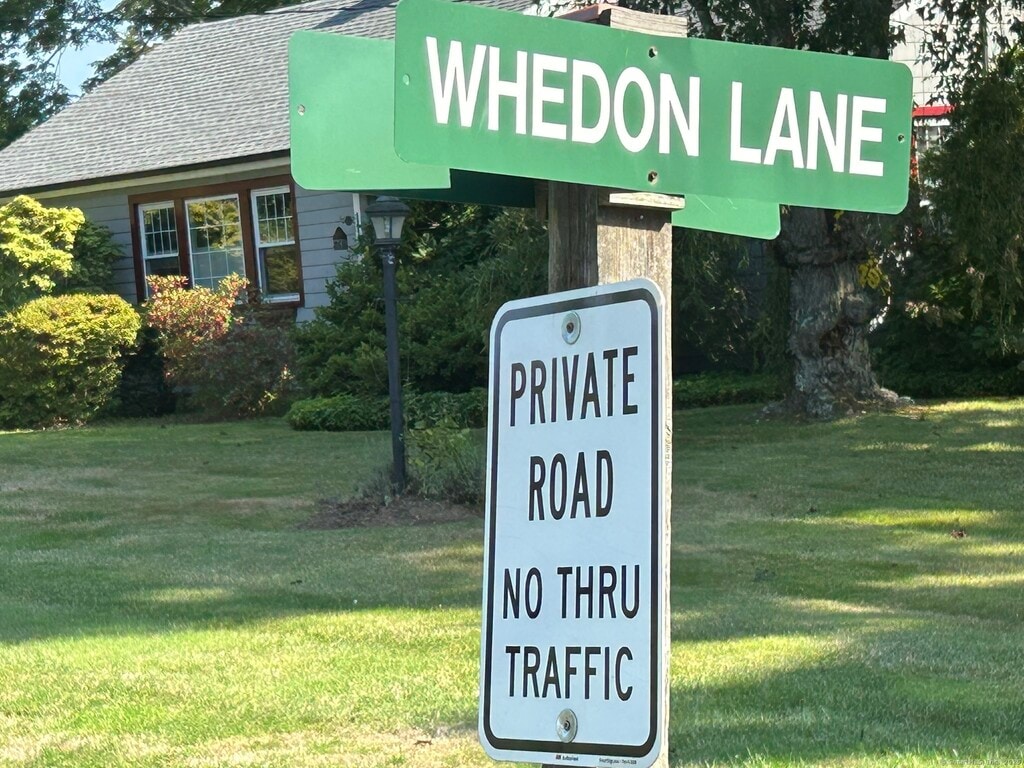 WHEDON LANE
PRIVATE
ROAD
NO THRU
TRAFFIC